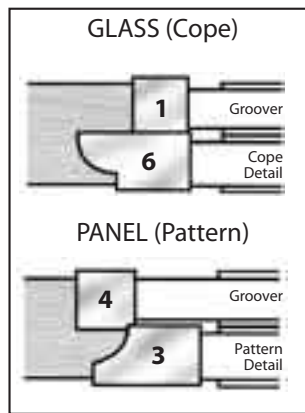 GLASS (Cope)
1
Groover
6
Cope
Detail
PANEL (Pattern)
4
Groover
3
Pattern
Detail